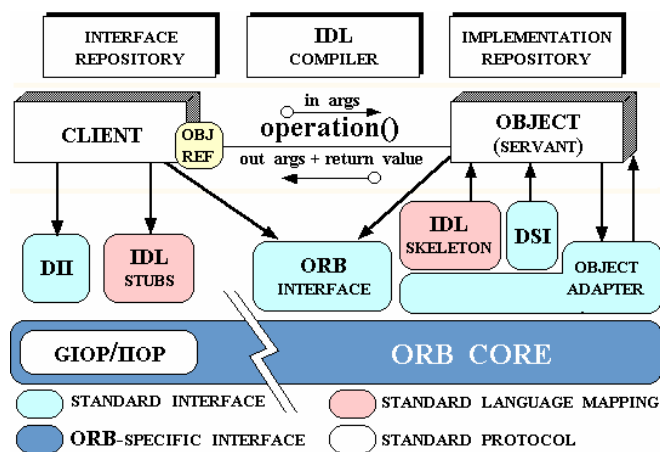 INTERFACE
REPOSITORY
IDL
COMPILER
IMPLEMENTATION
REPOSITORY
in args
operation()
out args + return value
CLIENT
OBJ
REF
OBJECT
(SERVANT)
DII
IDL
STUBS
ORB
INTERFACE
IDL
SKELETON
DSI
OBJECT
ADAPTER
GIOP/IIOP
ORB CORE
STANDARD INTERFACE
STANDARD LANGUAGE MAPPING
ORB-SPECIFIC INTERFACE
STANDARD PROTOCOL